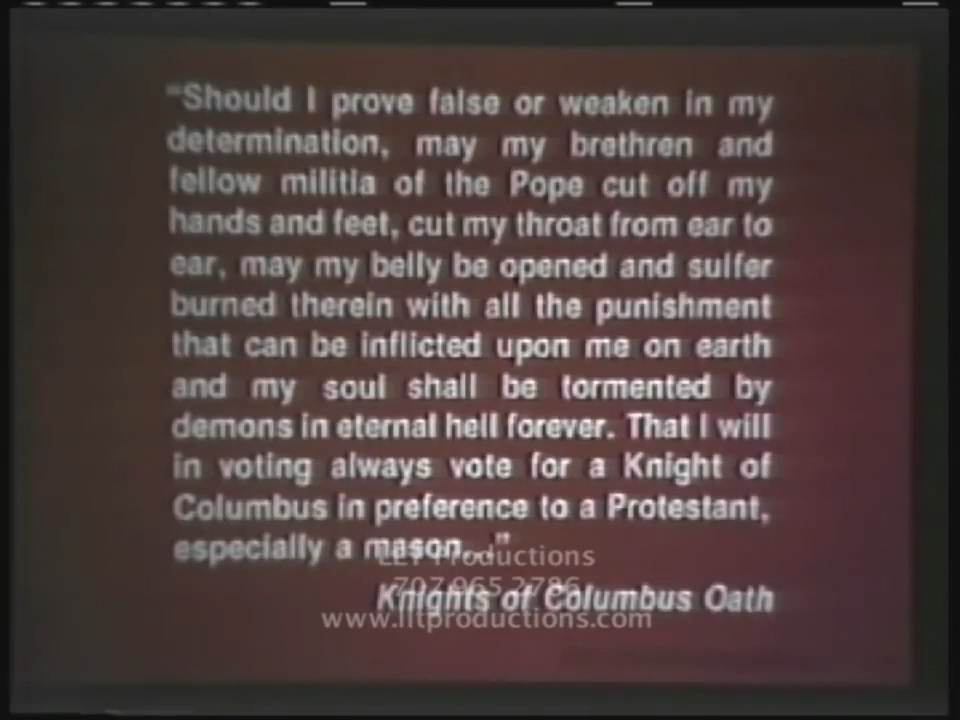 "Should I prove false or weaken in my
determination, may my brethren and
fellow militia of the Pope cut off my
hands and feet, cut my throat from ear to
ear, may my belly be opened and sulfer
burned therein with all the punishment
that can be inflicted upon me on earth
and my soul shall be tormented by
demons in eternal hell forever. That I will
in voting always vote for a Knight of
Columbus in preference to a Protestant,
especially a mason..."
Productions
707.965.2786
Knights of Columbus Oath
www.litproductions.com